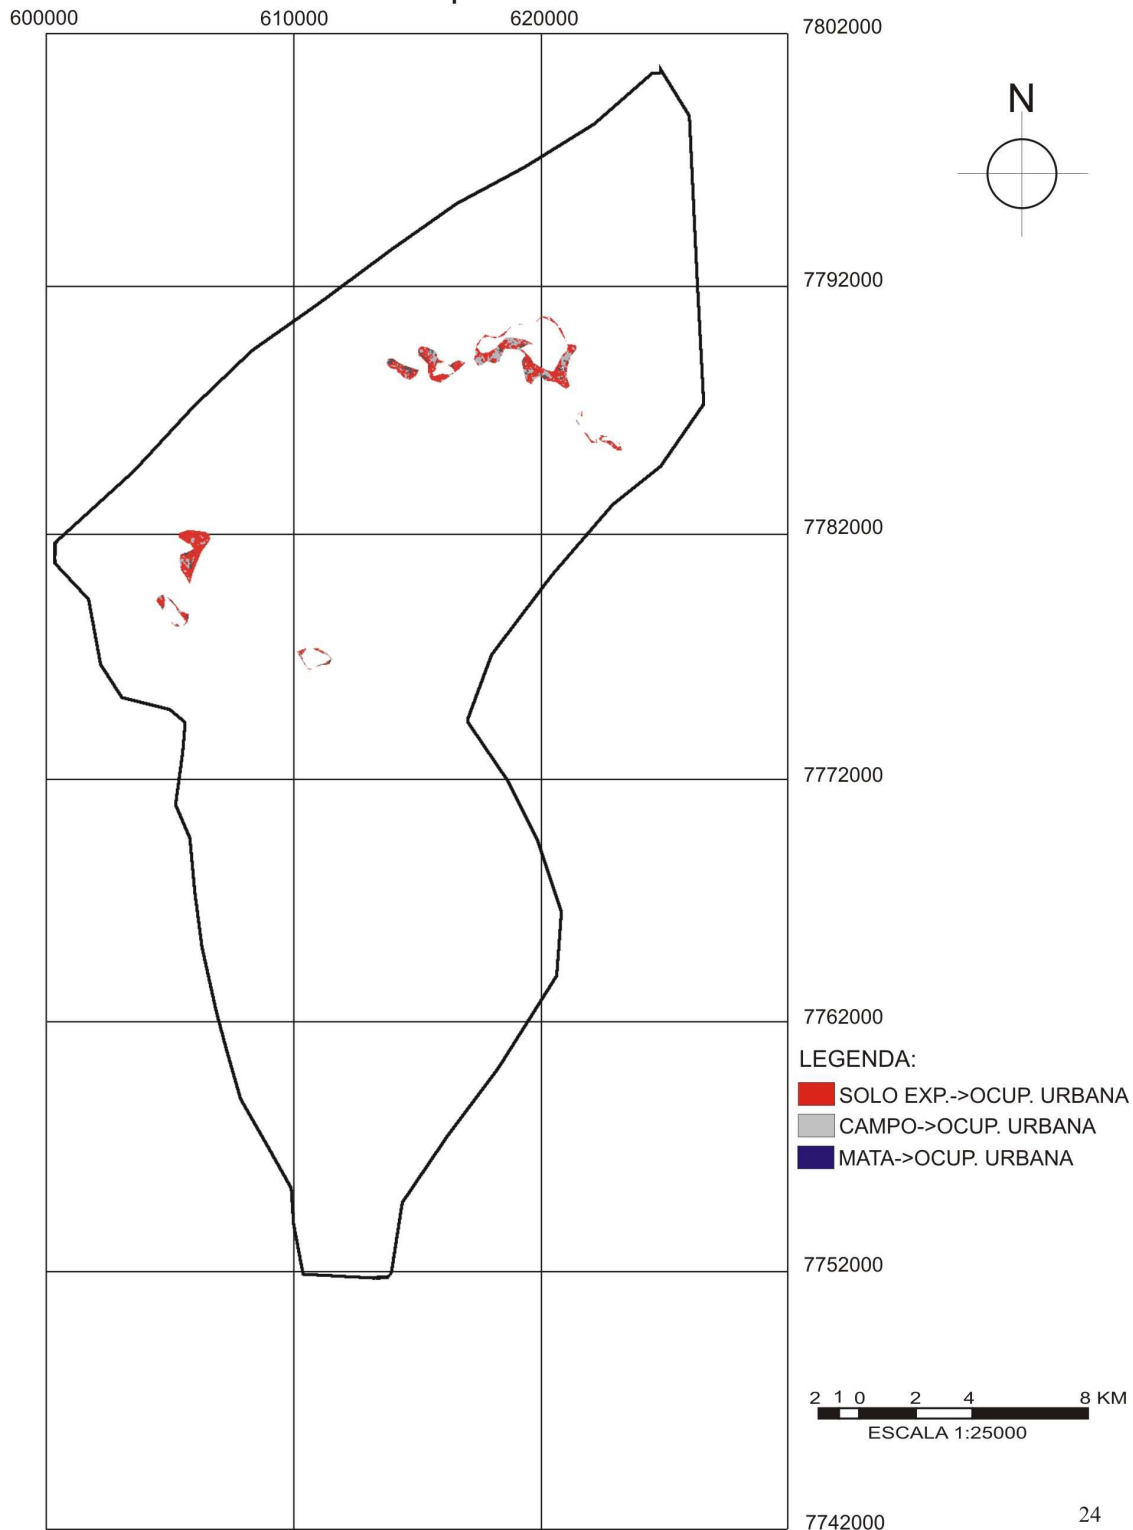 600000 610000 620000 7802000
N
7792000
7782000
7772000
7762000
LEGENDA:
SOLO EXP.->OCUP. URBANA
CAMPO->OCUP. URBANA
MATA->OCUP. URBANA
7752000
2 1 0 2 4 8 KM
ESCALA 1:25000
24
7742000